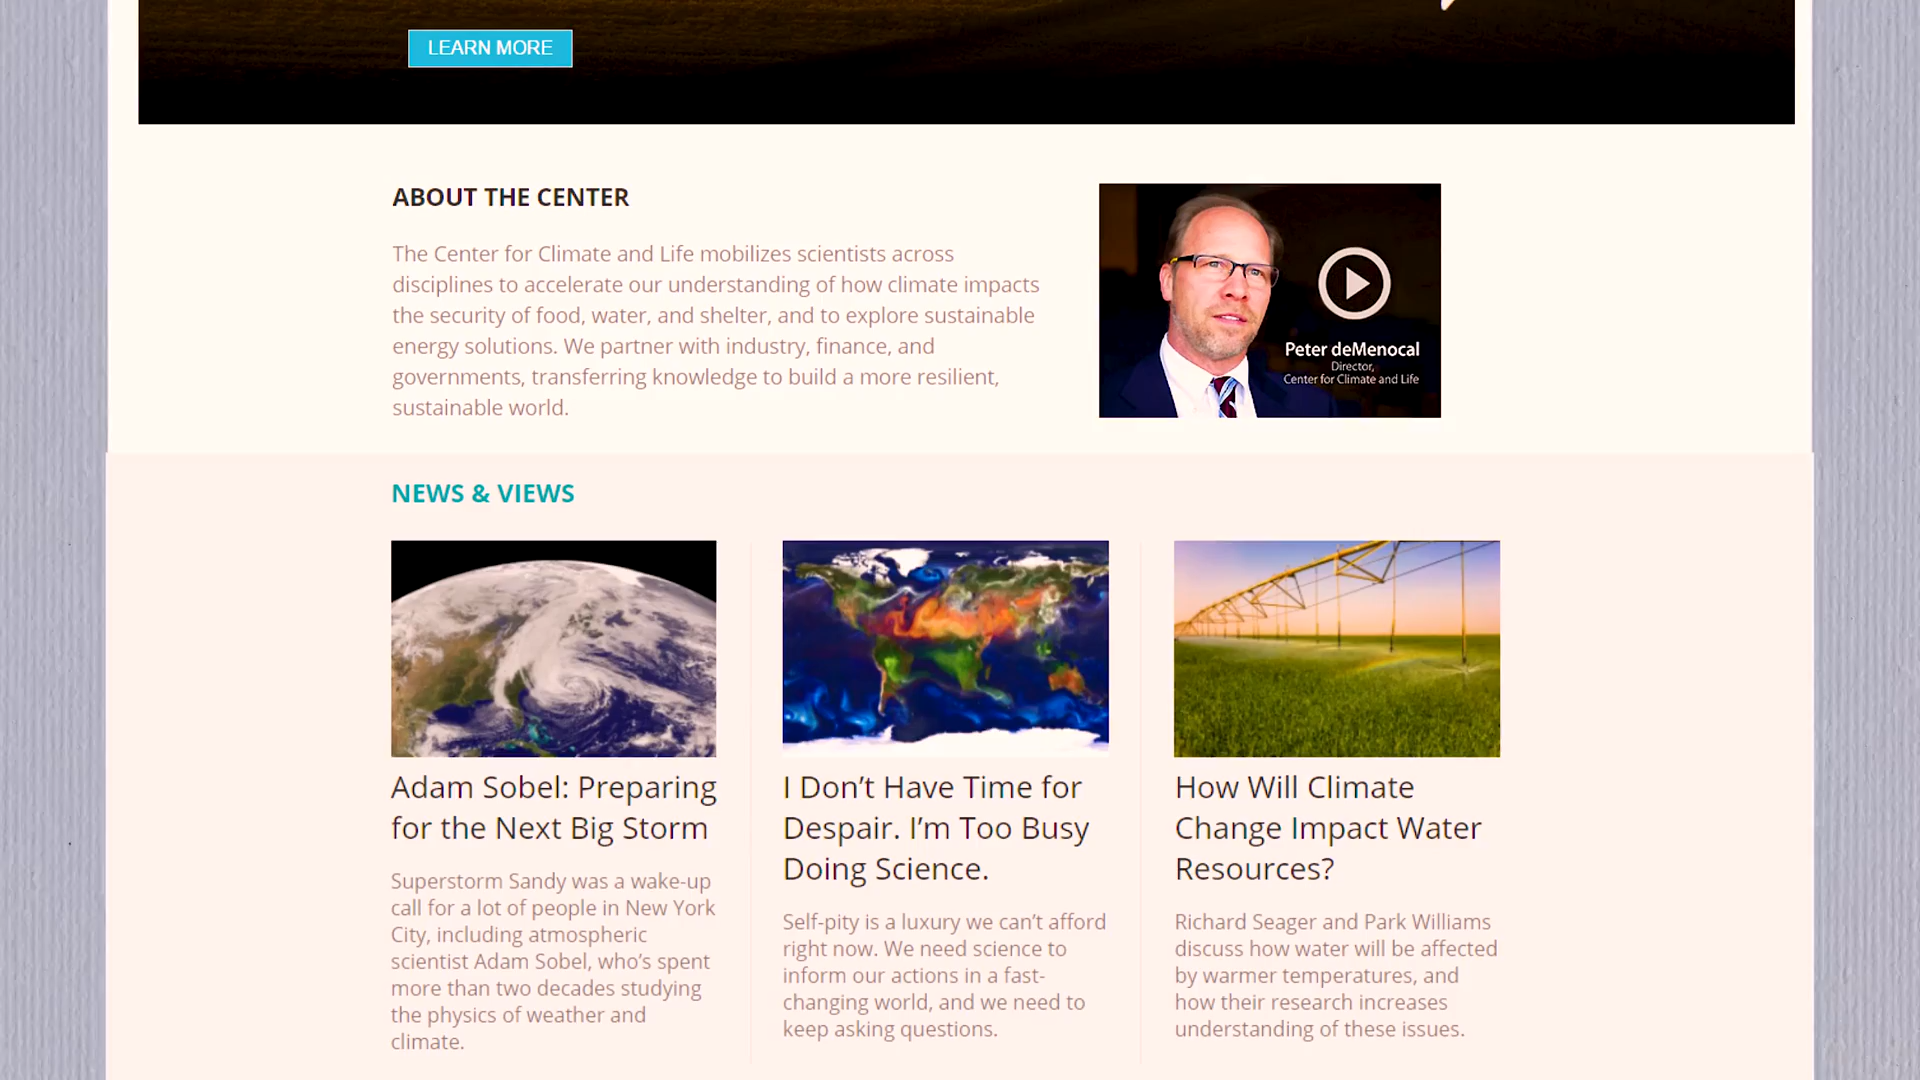 LEARN MORE
ABOUT THE CENTER
The Center for Climate and Life mobilizes scientists across
disciplines to accelerate our understanding of how climate impacts
the security of food, water, and shelter, and to explore sustainable
energy solutions. We partner with industry, finance, and
governments, transferring knowledge to build a more resilient,
sustainable world.
Peter deMenocal
Director,
Center for Climate and Life
NEWS & VIEWS
Adam Sobel: Preparing
for the Next Big Storm
Superstorm Sandy was a wake-up
call for a lot of people in New York
City, including atmospheric
scientist Adam Sobel, who’s spent
more than two decades studying
the physics of weather and
climate.
I Don’t Have Time for
Despair. I’m Too Busy
Doing Science.
Self-pity is a luxury we can’t afford
right now. We need science to
inform our actions in a fast-
changing world, and we need to
keep asking questions.
How Will Climate
Change Impact Water
Resources?
Richard Seager and Park Williams
discuss how water will be affected
by warmer temperatures, and
how their research increases
understanding of these issues.